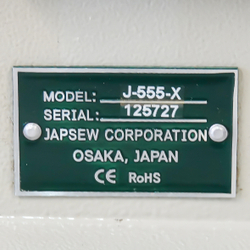 MODEL: J-555-X
SERIAL: 125727
JAPSEW CORPORATION
OSAKA, JAPAN
CE RoHS